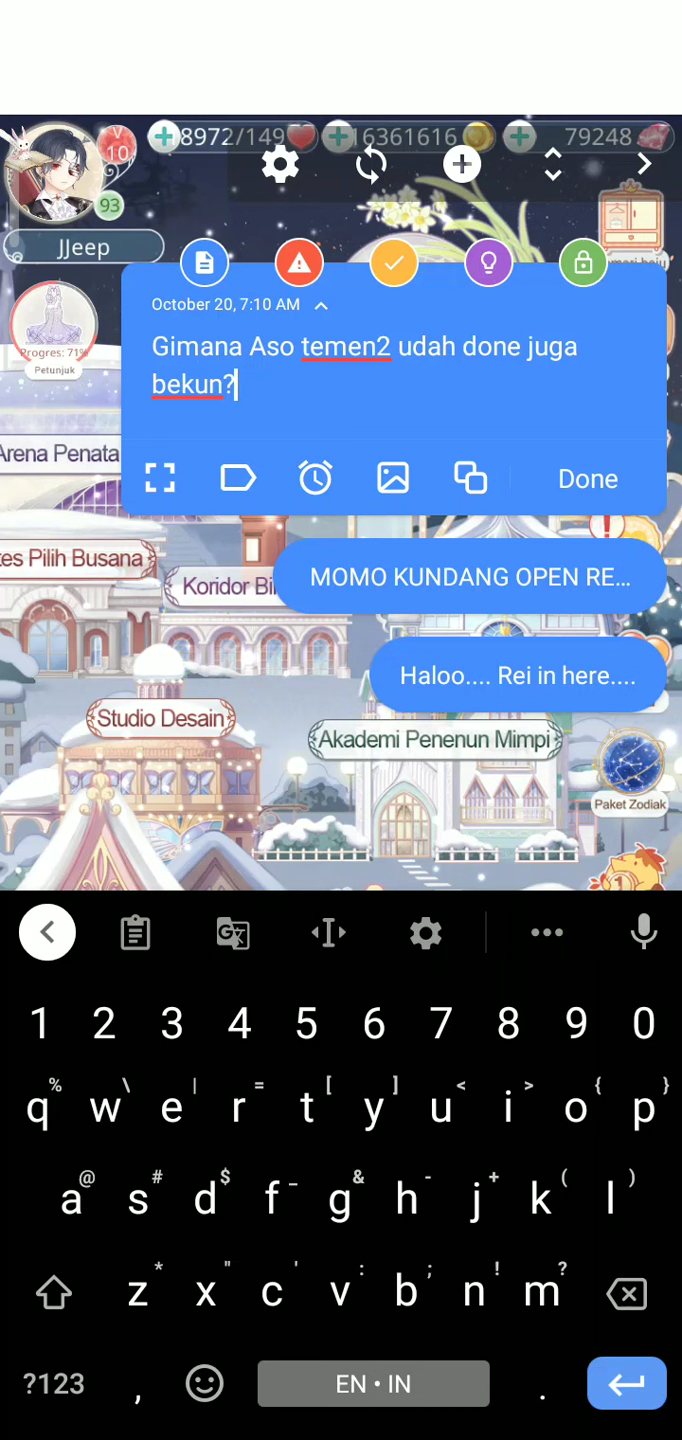 8972/149
16361616
79248
V
10
93
JJeep
Progres: 71%
Petunjuk
October 20, 7:10 AM
Gimana Aso temen2 udah done juga
bekun?
Done
Arena Penata
tes Pilih Busana
Koridor Bi
MOMO KUNDANG OPEN RE...
Haloo.... Rei in here....
Studio Desain
Akademi Penenun Mimpi
Paket Zodiak
1
1 2 3 4 5 6 7 8 9 0
% \ | = [ ] < > { }
q w e r t y u i o p
@ # $ _ & - + ( )
a s d f g h j k l
* " ' : ; ! ?
z x c v b n m
?123 , EN • IN .